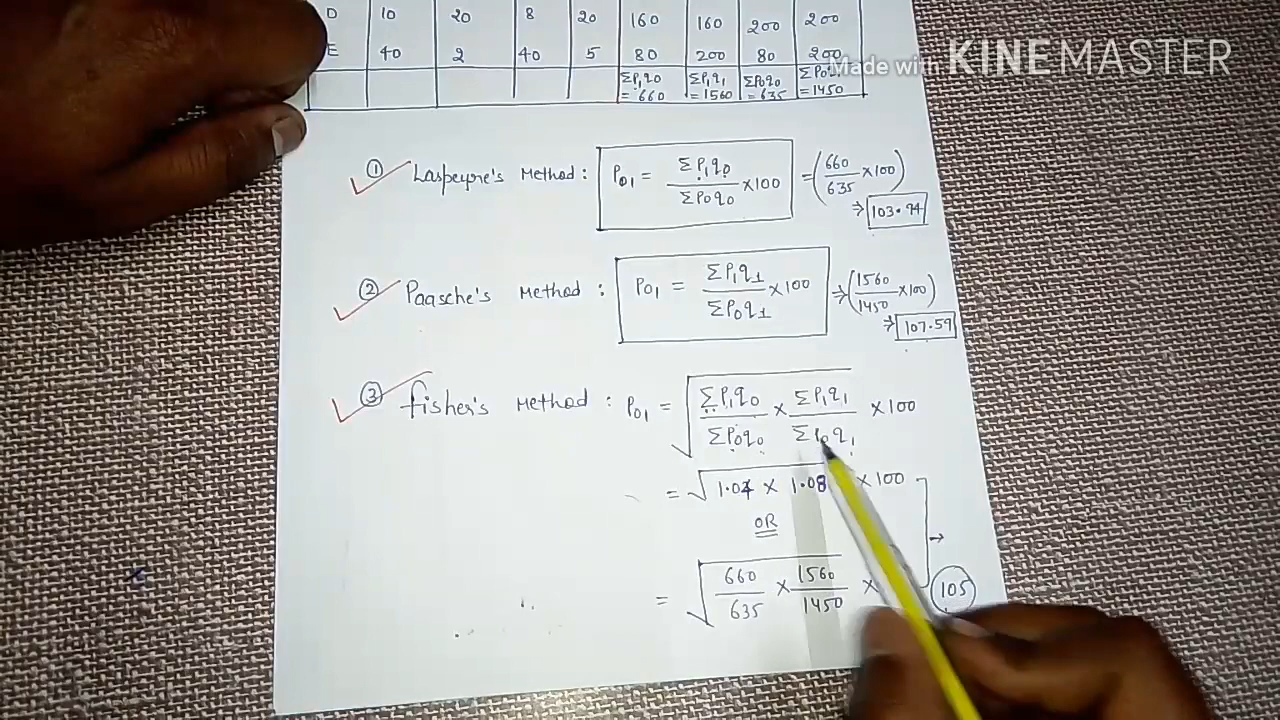 D 10 20 8 20 160 160 200 200
E 40 2 40 5 80 200 80 200
Made with KINEMASTER
ΣP₁q₀ = 660 ΣP₁q₁ = 1560 ΣP₀q₀ = 635 ΣP₀q₁ = 1450
① Laspeyre's Method : P₀₁ = ΣP₁q₀ / ΣP₀q₀ ×100 = (660/635 ×100)
⇒ 103.94
② Paasche's Method : P₀₁ = ΣP₁q₁ / ΣP₀q₁ ×100 ⇒ (1560/1450 ×100)
⇒ 107.59
③ Fisher's Method : P₀₁ = √(ΣP₁q₀ / ΣP₀q₀ × ΣP₁q₁ / ΣP₀q₁) ×100
= √(1.04 × 1.08) ×100
OR →
= √(660/635 × 1560/1450) × 105